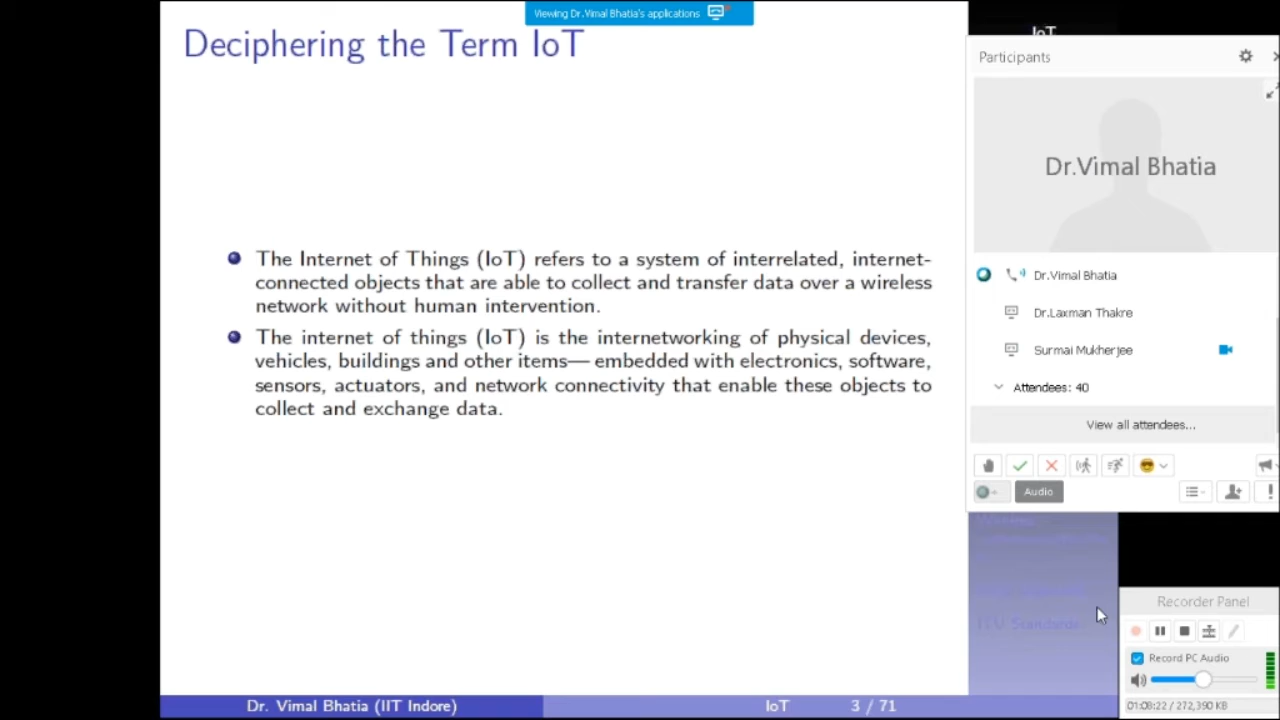 Viewing Dr.Vimal Bhatia's applications
Deciphering the Term IoT
IoT
The Internet of Things (IoT) refers to a system of interrelated, internet-
connected objects that are able to collect and transfer data over a wireless
network without human intervention.
The internet of things (IoT) is the internetworking of physical devices,
vehicles, buildings and other items— embedded with electronics, software,
sensors, actuators, and network connectivity that enable these objects to
collect and exchange data.
Dr. Vimal Bhatia (IIT Indore)
IoT
3 / 71
Participants
Dr.Vimal Bhatia
Dr.Vimal Bhatia
Dr.Laxman Thakre
Surmai Mukherjee
Attendees: 40
View all attendees...
Audio
ITU Standards
Recorder Panel
Record PC Audio
01:08:22 / 272,390 KB